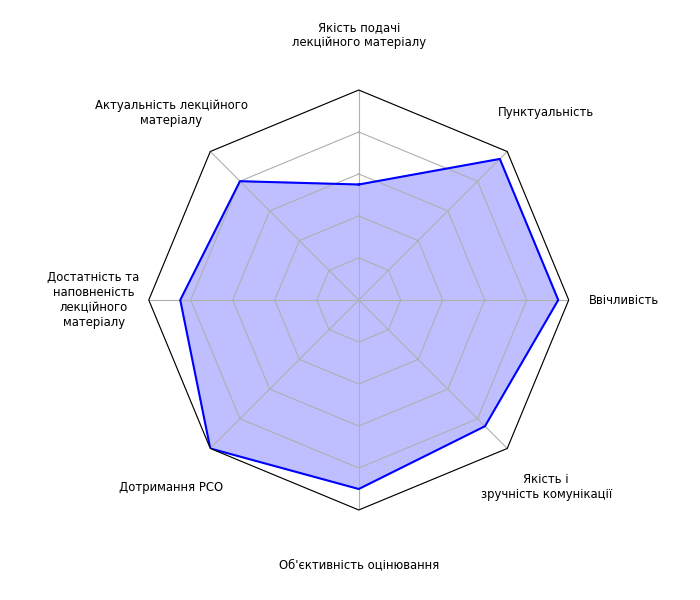 Якість подачі
лекційного матеріалу
Актуальність лекційного
матеріалу
Пунктуальність
Достатність та
наповненість
лекційного
матеріалу
Ввічливість
Дотримання РСО
Якість і
зручність комунікації
Об'єктивність оцінювання